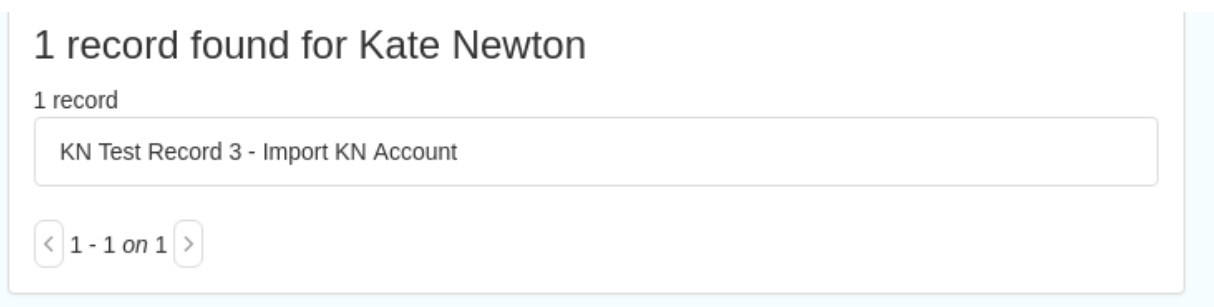 1 record found for Kate Newton
1 record
KN Test Record 3 - Import KN Account
1 - 1 on 1